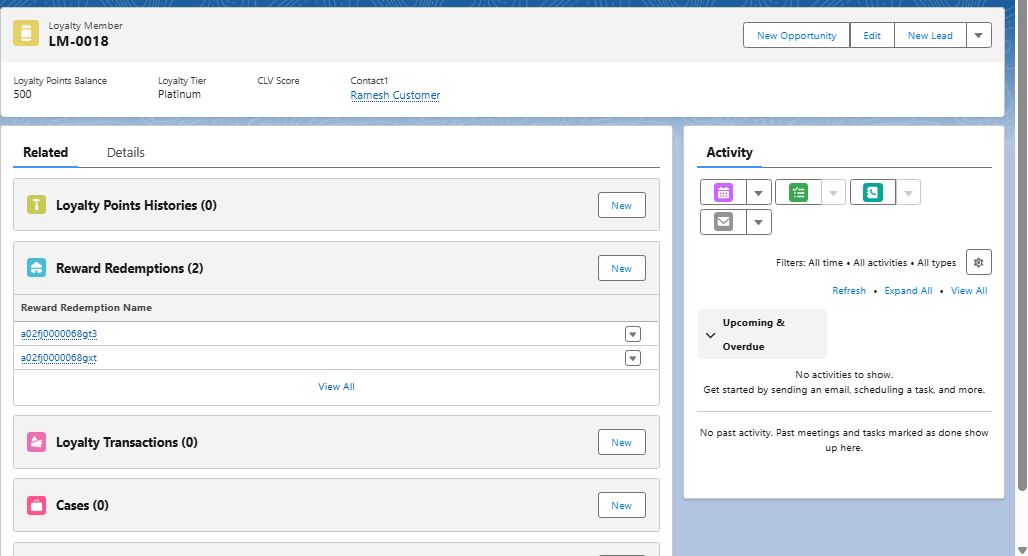 Loyalty Member
LM-0018
New Opportunity
Edit
New Lead
Loyalty Points Balance
500
Loyalty Tier
Platinum
CLV Score
Contact1
Ramesh Customer
Related
Details
Loyalty Points Histories (0)
New
Reward Redemptions (2)
New
Reward Redemption Name
a02fj0000068gt3
a02fj0000068gxt
View All
Loyalty Transactions (0)
New
Cases (0)
New
Activity
Filters: All time • All activities • All types
Refresh • Expand All • View All
Upcoming &
Overdue
No activities to show.
Get started by sending an email, scheduling a task, and more.
No past activity. Past meetings and tasks marked as done show
up here.